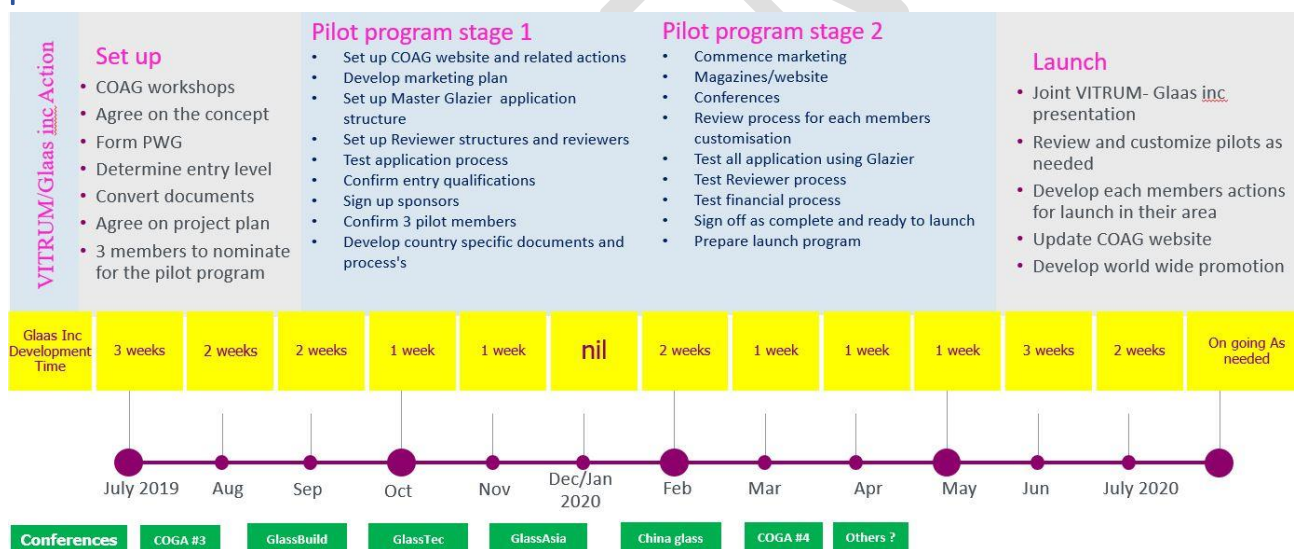 VITRUM/Glaas inc Action
Set up
• COAG workshops
• Agree on the concept
• Form PWG
• Determine entry level
• Convert documents
• Agree on project plan
• 3 members to nominate
for the pilot program
Pilot program stage 1
• Set up COAG website and related actions
• Develop marketing plan
• Set up Master Glazier application
structure
• Set up Reviewer structures and reviewers
• Test application process
• Confirm entry qualifications
• Sign up sponsors
• Confirm 3 pilot members
• Develop country specific documents and
process's
Pilot program stage 2
• Commence marketing
• Magazines/website
• Conferences
• Review process for each members
customisation
• Test all application using Glazier
• Test Reviewer process
• Test financial process
• Sign off as complete and ready to launch
• Prepare launch program
Launch
• Joint VITRUM- Glaas inc
presentation
• Review and customize pilots as
needed
• Develop each members actions
for launch in their area
• Update COAG website
• Develop world wide promotion
Glaas Inc
Development
Time
3 weeks
2 weeks
2 weeks
1 week
1 week
nil
2 weeks
1 week
1 week
1 week
3 weeks
2 weeks
On going As
needed
July 2019
Aug
Sep
Oct
Nov
Dec/Jan
2020
Feb
Mar
Apr
May
Jun
July 2020
Conferences
COGA #3
GlassBuild
GlassTec
GlassAsia
China glass
COGA #4
Others ?